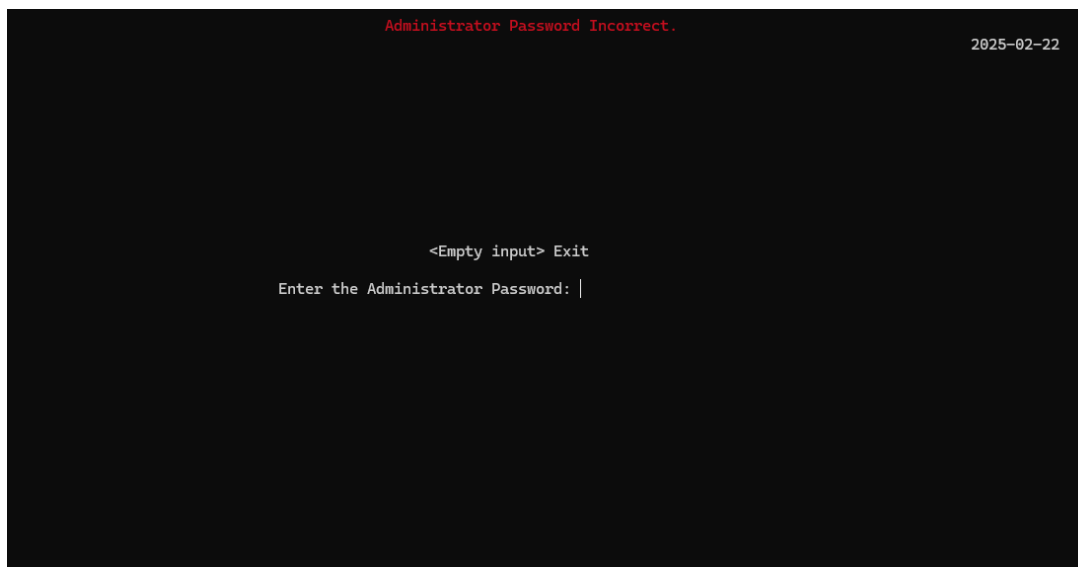 Administrator Password Incorrect.
2025-02-22
<Empty input> Exit
Enter the Administrator Password: